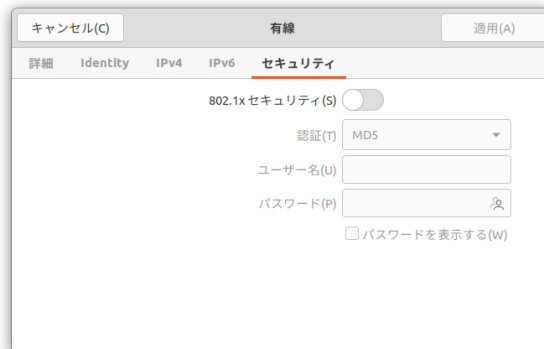 キャンセル(C) 有線 適用(A)
詳細 Identity IPv4 IPv6 セキュリティ
802.1x セキュリティ(S)
認証(T) MD5
ユーザー名(U)
パスワード(P)
パスワードを表示する(W)